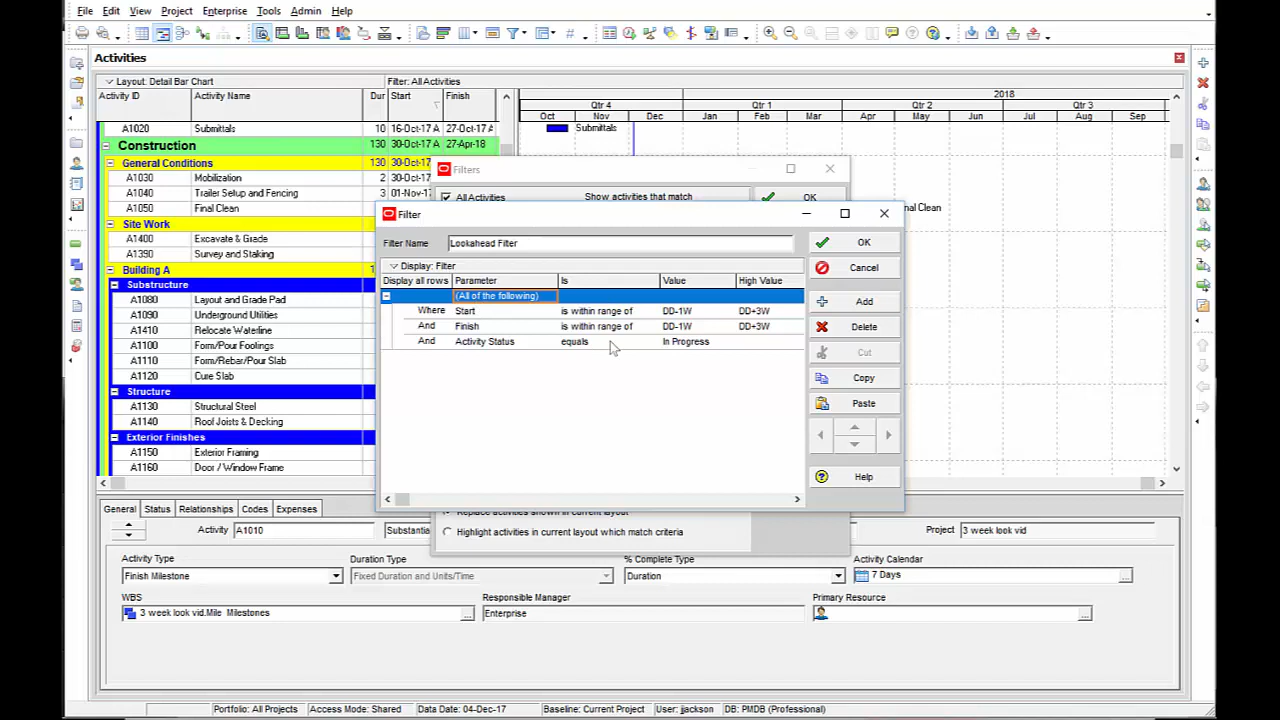 File Edit View Project Enterprise Tools Admin Help
Activities
Layout: Detail Bar Chart Filter: All Activities
Activity ID Activity Name Dur Start Finish
2018
Qtr 4 Qtr 1 Qtr 2 Qtr 3
Oct Nov Dec Jan Feb Mar Apr May Jun Jul Aug Sep
A1020 Submittals 10 16-Oct-17 A 27-Oct-17 A Submittals
Construction 130 30-Oct-17 A 27-Apr-18
General Conditions 130 30-Oct-17
A1030 Mobilization 2 30-Oct-17
A1040 Trailer Setup and Fencing 3 01-Nov-17
A1050 Final Clean
Site Work
A1400 Excavate & Grade
A1390 Survey and Staking
Building A
Substructure
A1080 Layout and Grade Pad
A1090 Underground Utilities
A1410 Relocate Waterline
A1100 Form/Pour Footings
A1110 Form/Rebar/Pour Slab
A1120 Cure Slab
Structure
A1130 Structural Steel
A1140 Roof Joists & Decking
Exterior Finishes
A1150 Exterior Framing
A1160 Door / Window Frame
Filters
All Activities Show activities that match OK
Filter
Filter Name Lookahead Filter OK
Display: Filter Cancel
Display all rows Parameter Is Value High Value
(All of the following) Add
Where Start is within range of DD-1W DD+3W
And Finish is within range of DD-1W DD+3W Delete
And Activity Status equals In Progress
Cut
Copy
Paste
Help
Replace activities shown in current layout
Highlight activities in current layout which match criteria
General Status Relationships Codes Expenses
Activity A1010 Substantial Project 3 week look vid
Activity Type Duration Type % Complete Type Activity Calendar
Finish Milestone Fixed Duration and Units/Time Duration 7 Days
WBS Responsible Manager Primary Resource
3 week look vid.Mile Milestones Enterprise
Portfolio: All Projects Access Mode: Shared Data Date: 04-Dec-17 Baseline: Current Project User: jjackson DB: PMDB (Professional)